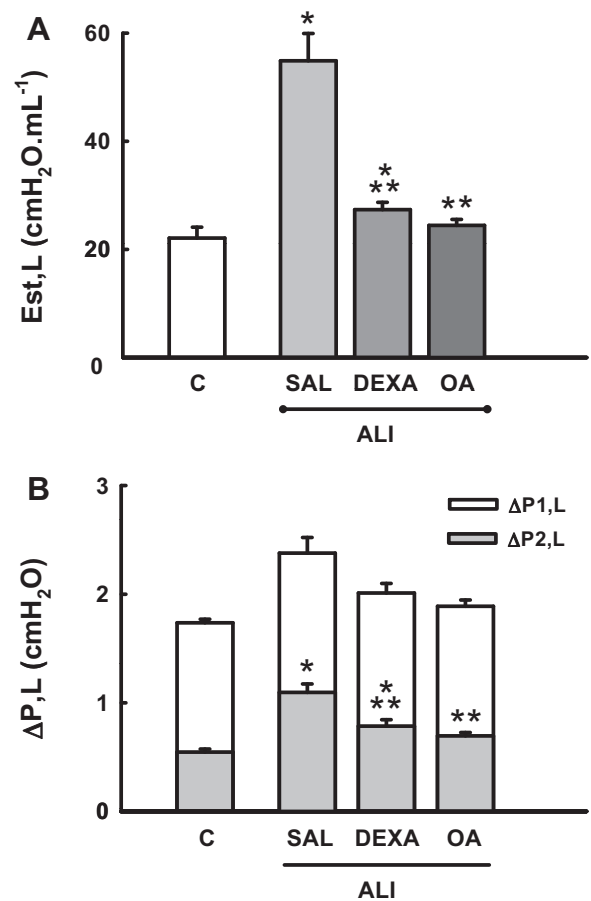 A
Est,L (cmH₂O.mL⁻¹)
60
40
20
0
*
*
**
**
C SAL DEXA OA
ALI
B
ΔP,L (cmH₂O)
3
2
1
0
ΔP1,L
ΔP2,L
*
*
**
**
C SAL DEXA OA
ALI